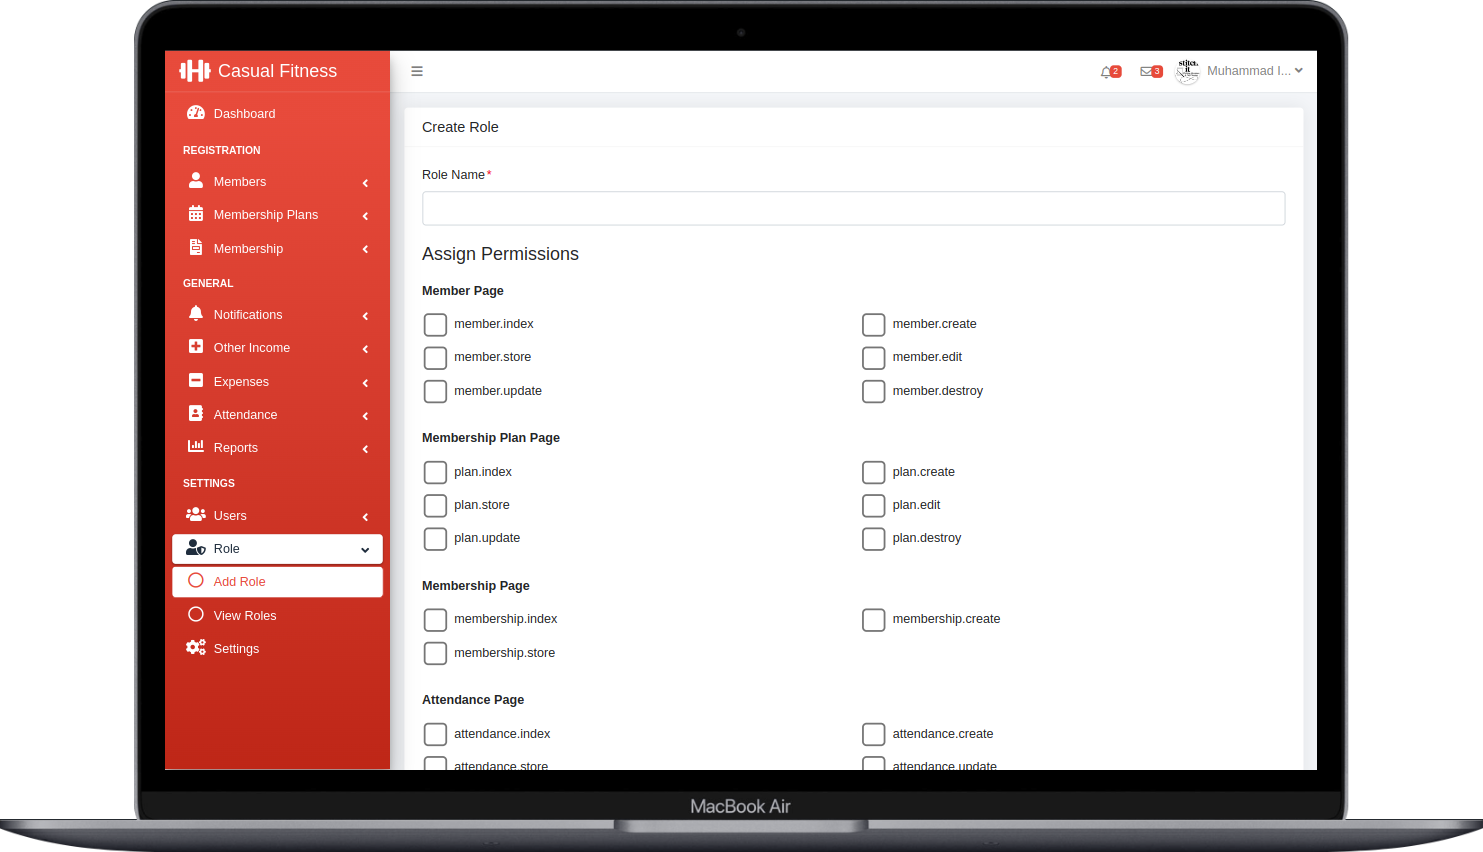 Casual Fitness
2
3
stitch it
Muhammad I...
Dashboard
REGISTRATION
Members
Membership Plans
Membership
GENERAL
Notifications
Other Income
Expenses
Attendance
Reports
SETTINGS
Users
Role
Add Role
View Roles
Settings
Create Role
Role Name*
Assign Permissions
Member Page
member.index
member.create
member.store
member.edit
member.update
member.destroy
Membership Plan Page
plan.index
plan.create
plan.store
plan.edit
plan.update
plan.destroy
Membership Page
membership.index
membership.create
membership.store
Attendance Page
attendance.index
attendance.create
attendance.store
attendance.update
MacBook Air